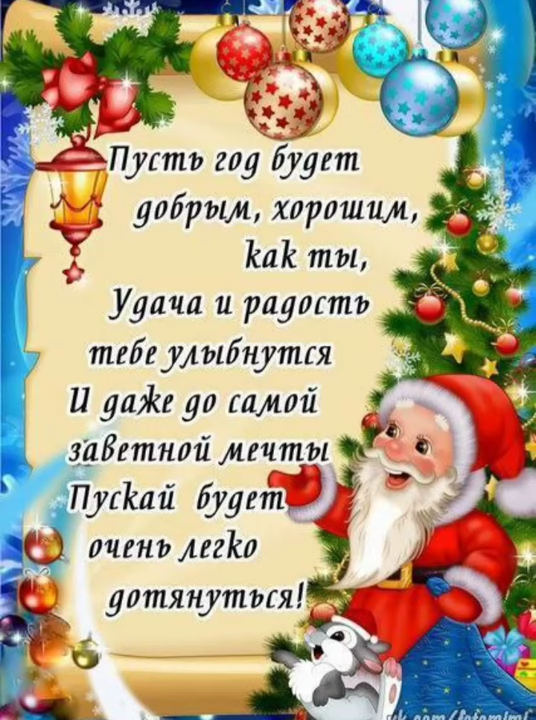 Пусть год будет
добрым, хорошим,
как ты,
Удача и радость
тебе улыбнутся
И даже до самой
заветной мечты
Пускай будет
очень легко
дотянуться!